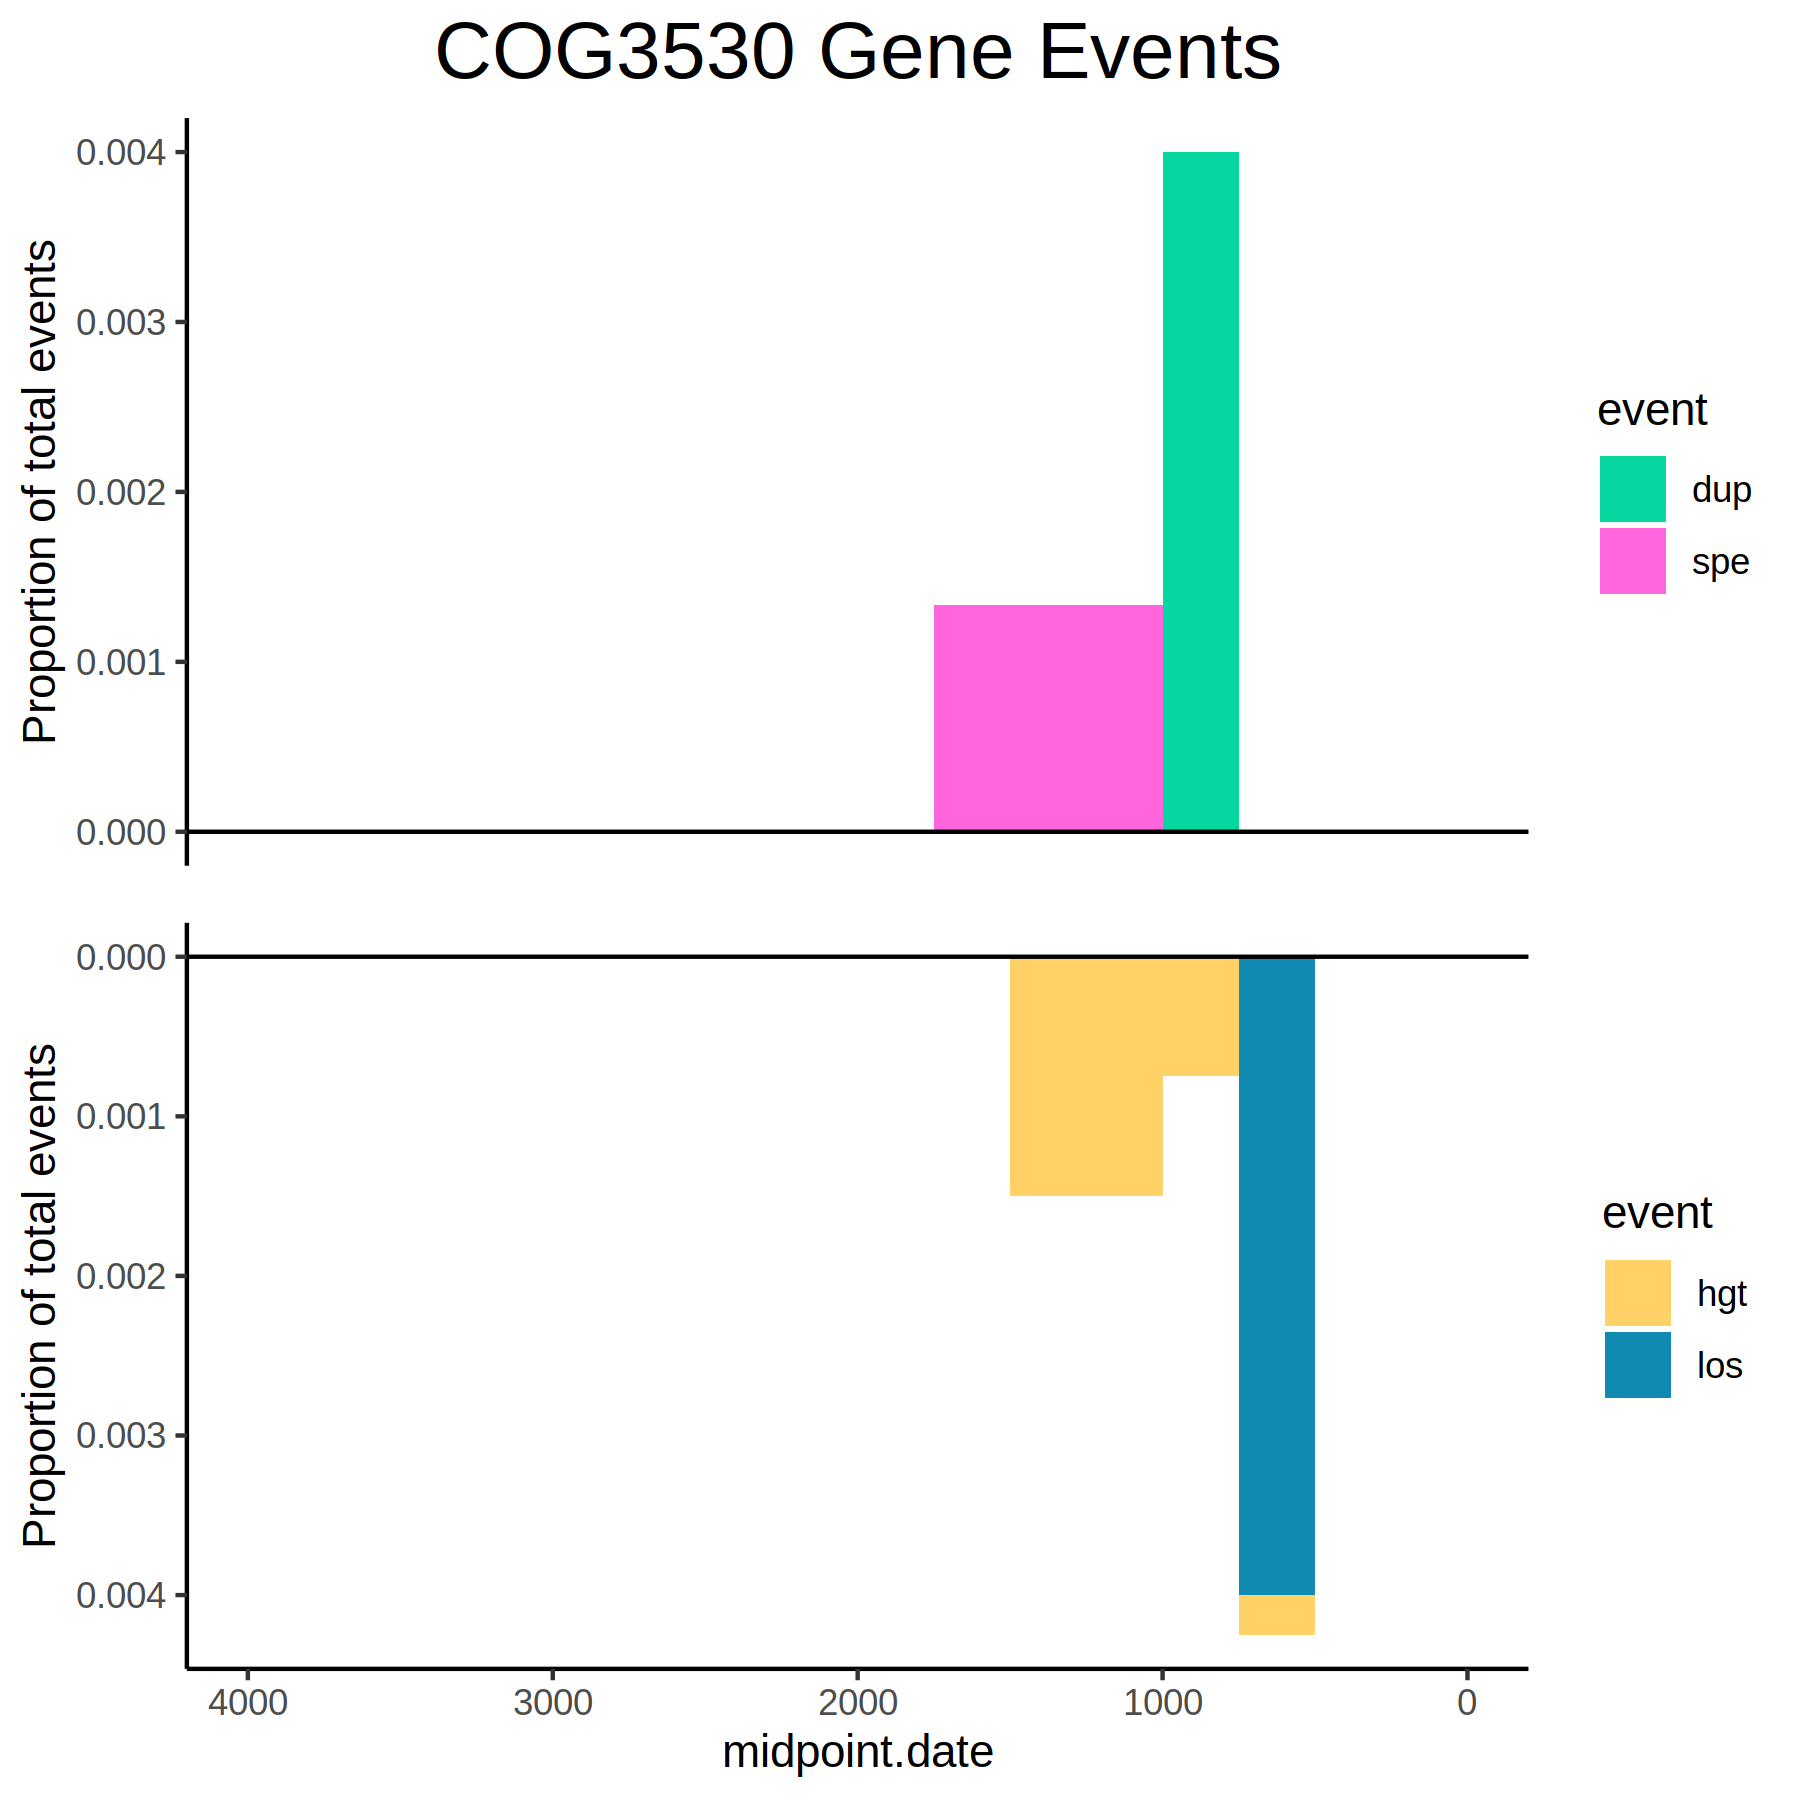 COG3530 Gene Events
Proportion of total events
0.004
0.003
0.002
0.001
0.000
event
dup
spe
Proportion of total events
0.000
0.001
0.002
0.003
0.004
event
hgt
los
4000 3000 2000 1000 0
midpoint.date